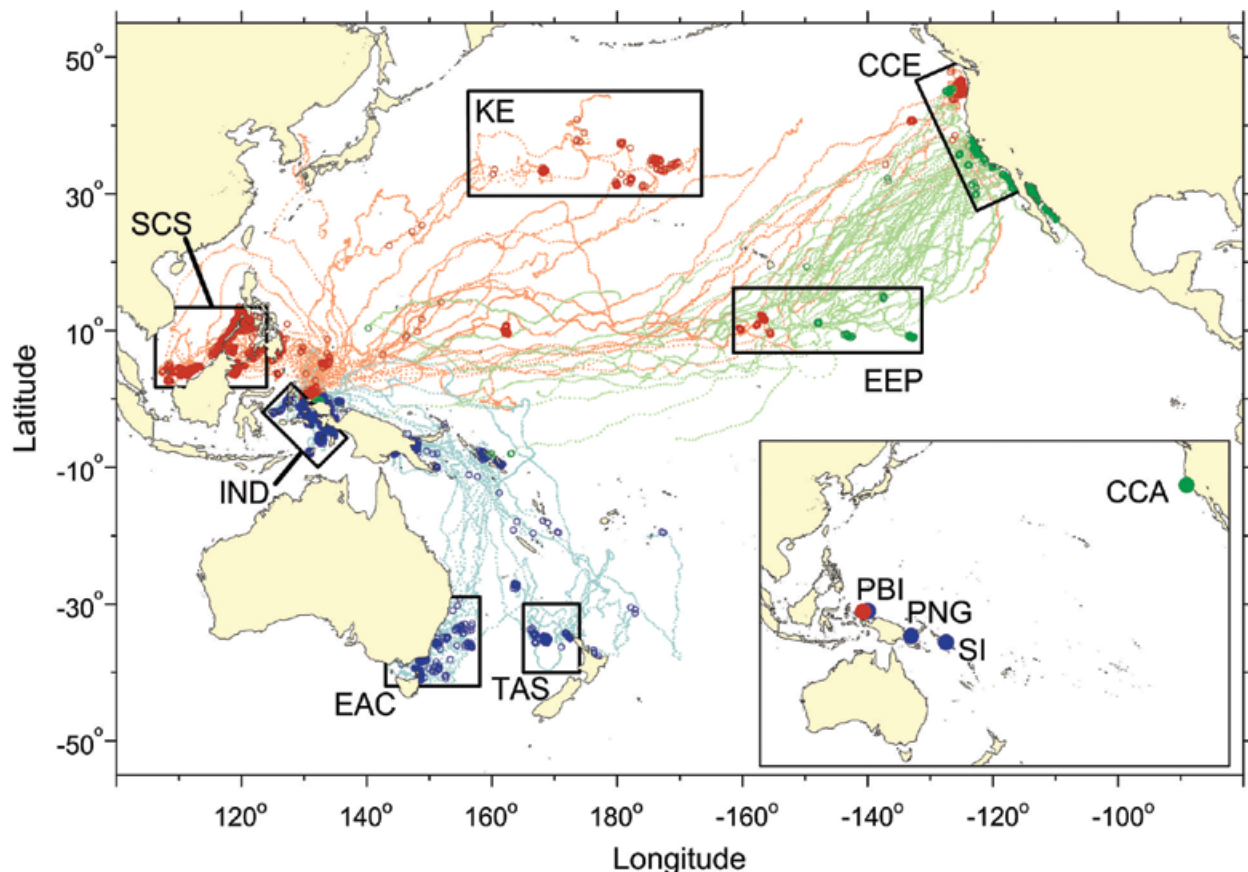 50°
30°
10°
-10°
-30°
-50°
Latitude
KE
CCE
SCS
EEP
IND
EAC
TAS
CCA
PBI
PNG
SI
120° 140° 160° 180° -160° -140° -120° -100°
Longitude